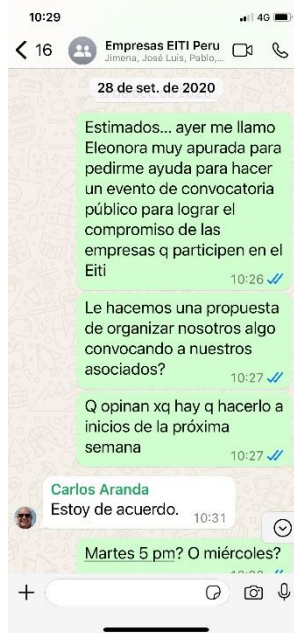 10:29
4G
16
Empresas EITI Peru
Jimena, José Luis, Pablo,...
28 de set. de 2020
Estimados... ayer me llamo
Eleonora muy apurada para
pedirme ayuda para hacer
un evento de convocatoria
público para lograr el
compromiso de las
empresas q participen en el
Eiti
10:26
Le hacemos una propuesta
de organizar nosotros algo
convocando a nuestros
asociados?
10:27
Q opinan xq hay q hacerlo a
inicios de la próxima
semana
10:27
Carlos Aranda
Estoy de acuerdo.
10:31
Martes 5 pm? O miércoles?